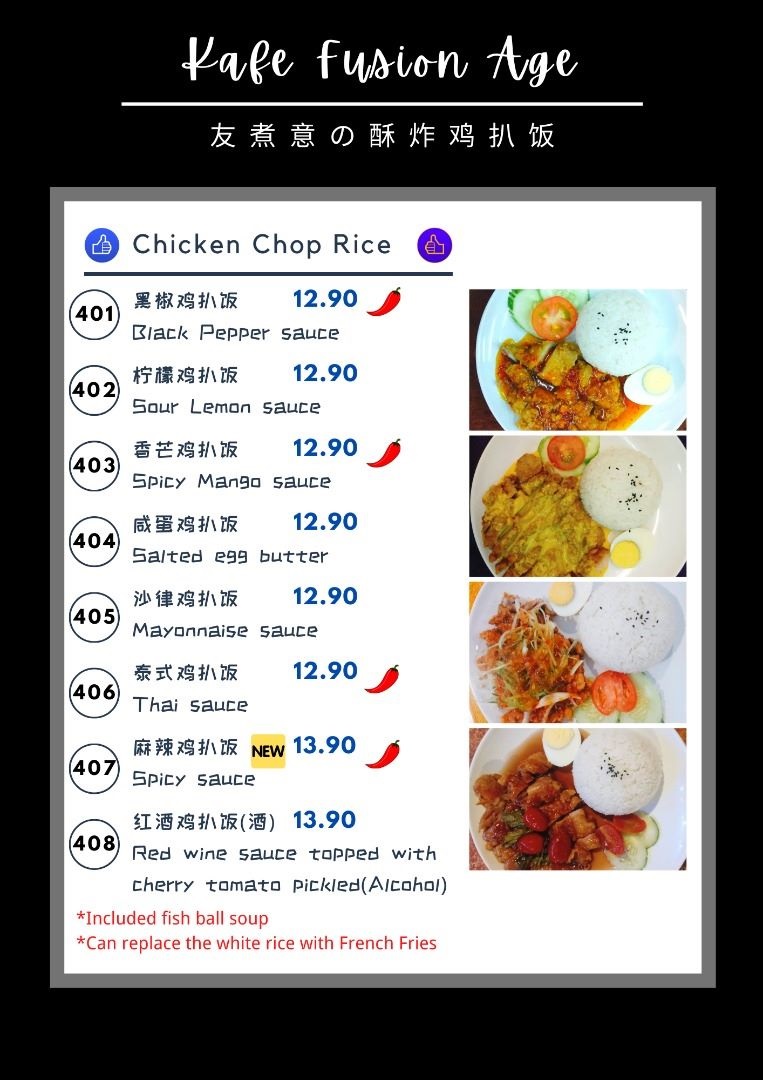 Kafe Fusion Age
友煮意の酥炸鸡扒饭
Chicken Chop Rice
401 黑椒鸡扒饭 12.90
Black Pepper sauce
402 柠檬鸡扒饭 12.90
Sour Lemon sauce
403 香芒鸡扒饭 12.90
Spicy Mango sauce
404 咸蛋鸡扒饭 12.90
Salted egg butter
405 沙律鸡扒饭 12.90
Mayonnaise sauce
406 泰式鸡扒饭 12.90
Thai sauce
407 麻辣鸡扒饭 NEW 13.90
Spicy sauce
408 红酒鸡扒饭(酒) 13.90
Red wine sauce topped with
cherry tomato pickled(Alcohol)
*Included fish ball soup
*Can replace the white rice with French Fries